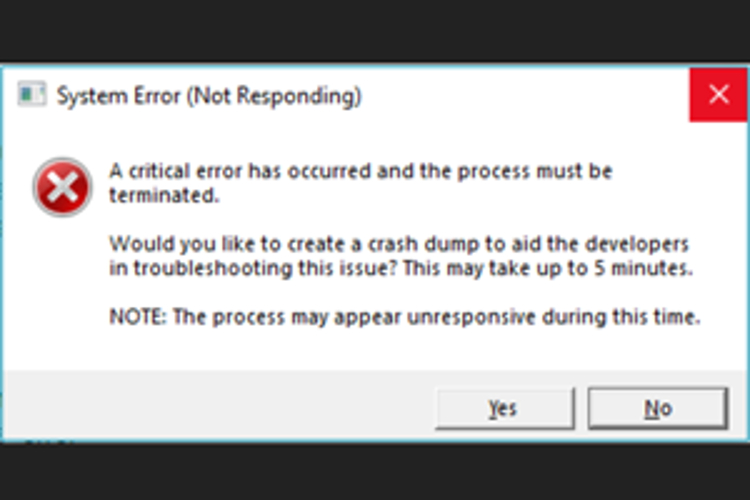 System Error (Not Responding)
A critical error has occurred and the process must be
terminated.
Would you like to create a crash dump to aid the developers
in troubleshooting this issue? This may take up to 5 minutes.
NOTE: The process may appear unresponsive during this time.
Yes
No